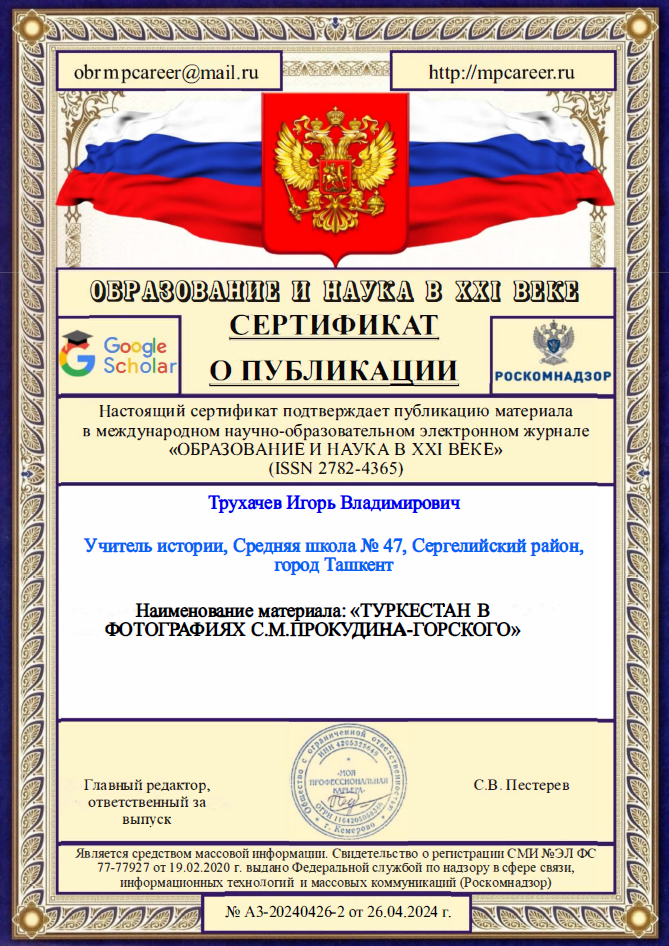 obrmpcareer@mail.ru
http://mpcareer.ru
ОБРАЗОВАНИЕ И НАУКА В XXI ВЕКЕ
СЕРТИФИКАТ
О ПУБЛИКАЦИИ
Google
Scholar
РОСКОМНАДЗОР
Настоящий сертификат подтверждает публикацию материала
в международном научно-образовательном электронном журнале
«ОБРАЗОВАНИЕ И НАУКА В XXI ВЕКЕ»
(ISSN 2782-4365)
Трухачев Игорь Владимирович
Учитель истории, Средняя школа № 47, Сергелийский район,
город Ташкент
Наименование материала: «ТУРКЕСТАН В
ФОТОГРАФИЯХ С.М.ПРОКУДИНА-ГОРСКОГО»
Главный редактор,
ответственный за
выпуск
Общество с ограниченной ответственностью
«МОЯ
ПРОФЕССИОНАЛЬНАЯ
КАРЬЕРА»
г. Кемерово
С.В. Пестерев
Является средством массовой информации. Свидетельство о регистрации СМИ №ЭЛ ФС
77-77927 от 19.02.2020 г. выдано Федеральной службой по надзору в сфере связи,
информационных технологий и массовых коммуникаций (Роскомнадзор)
№ А3-20240426-2 от 26.04.2024 г.